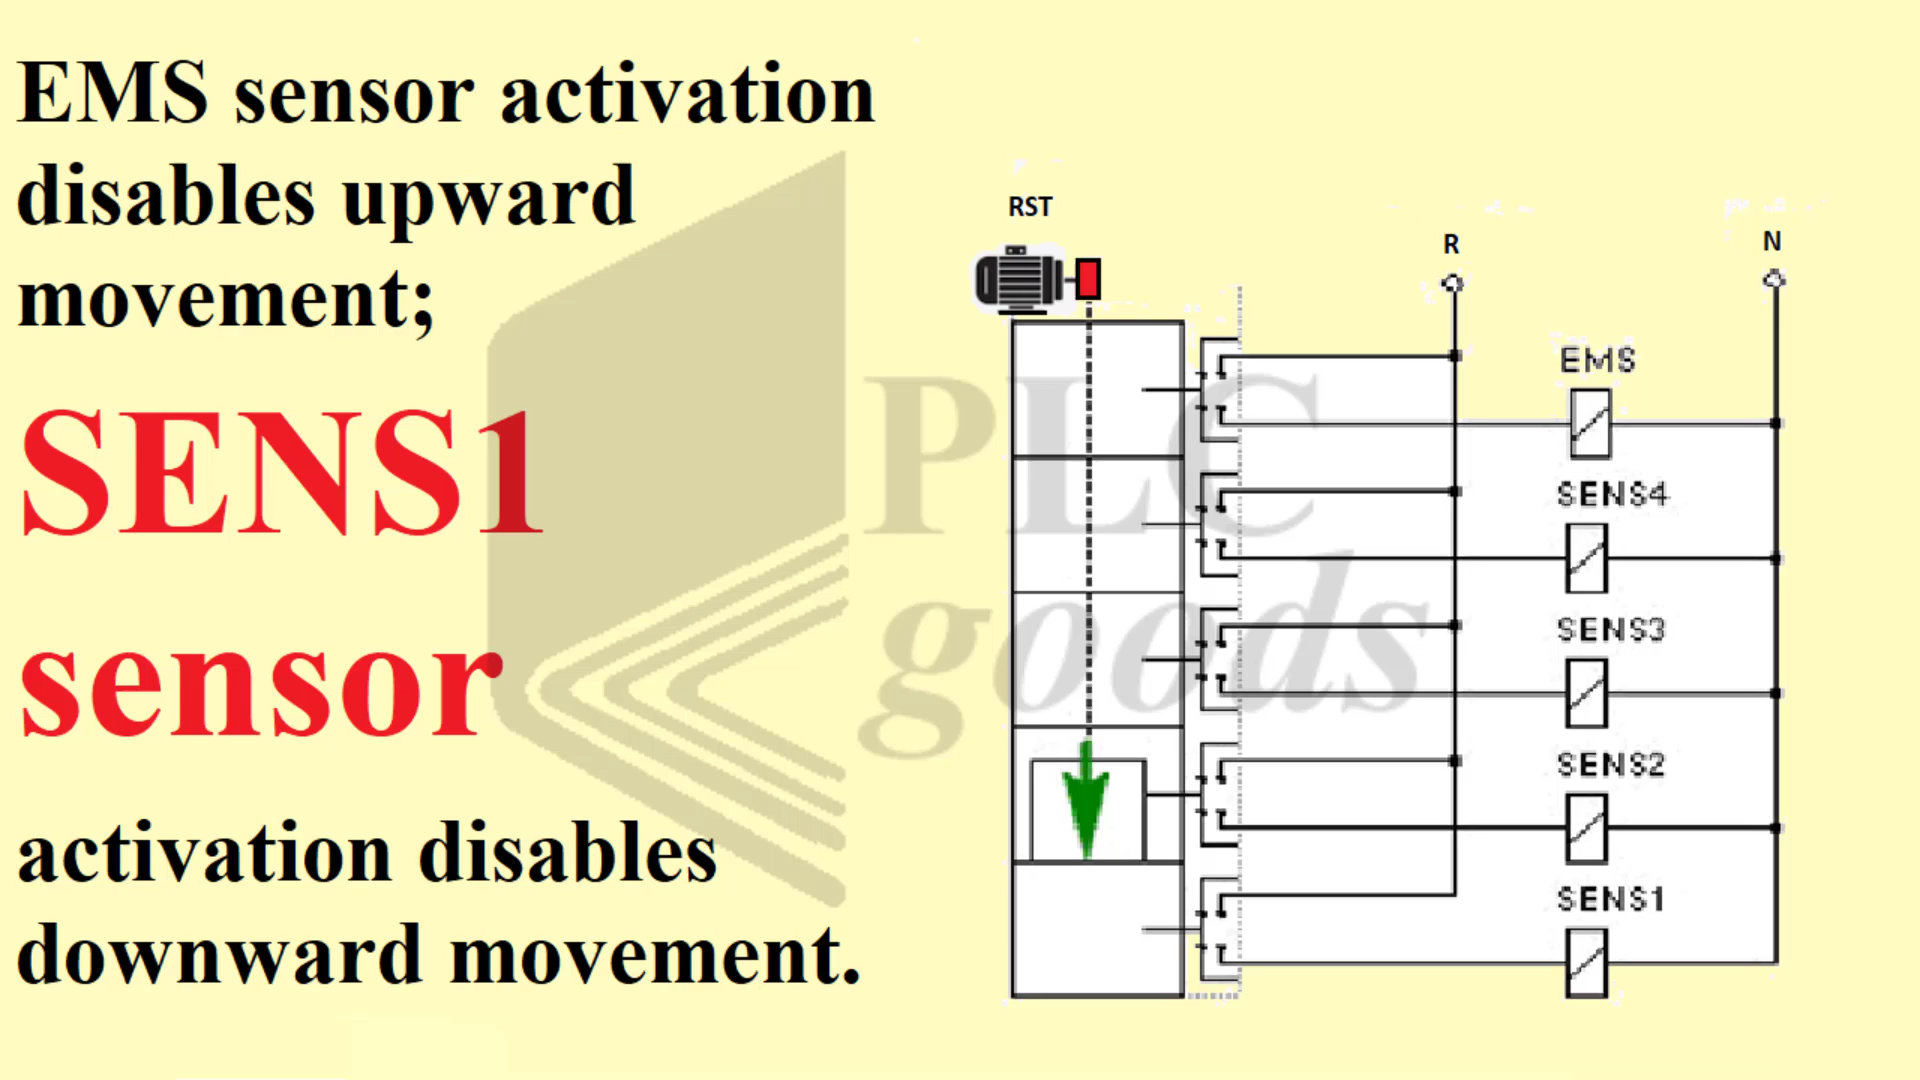 EMS sensor activation
disables upward
movement;
SENS1
sensor
activation disables
downward movement.
PLC
goods
RST
R
N
EMS
SENS4
SENS3
SENS2
SENS1